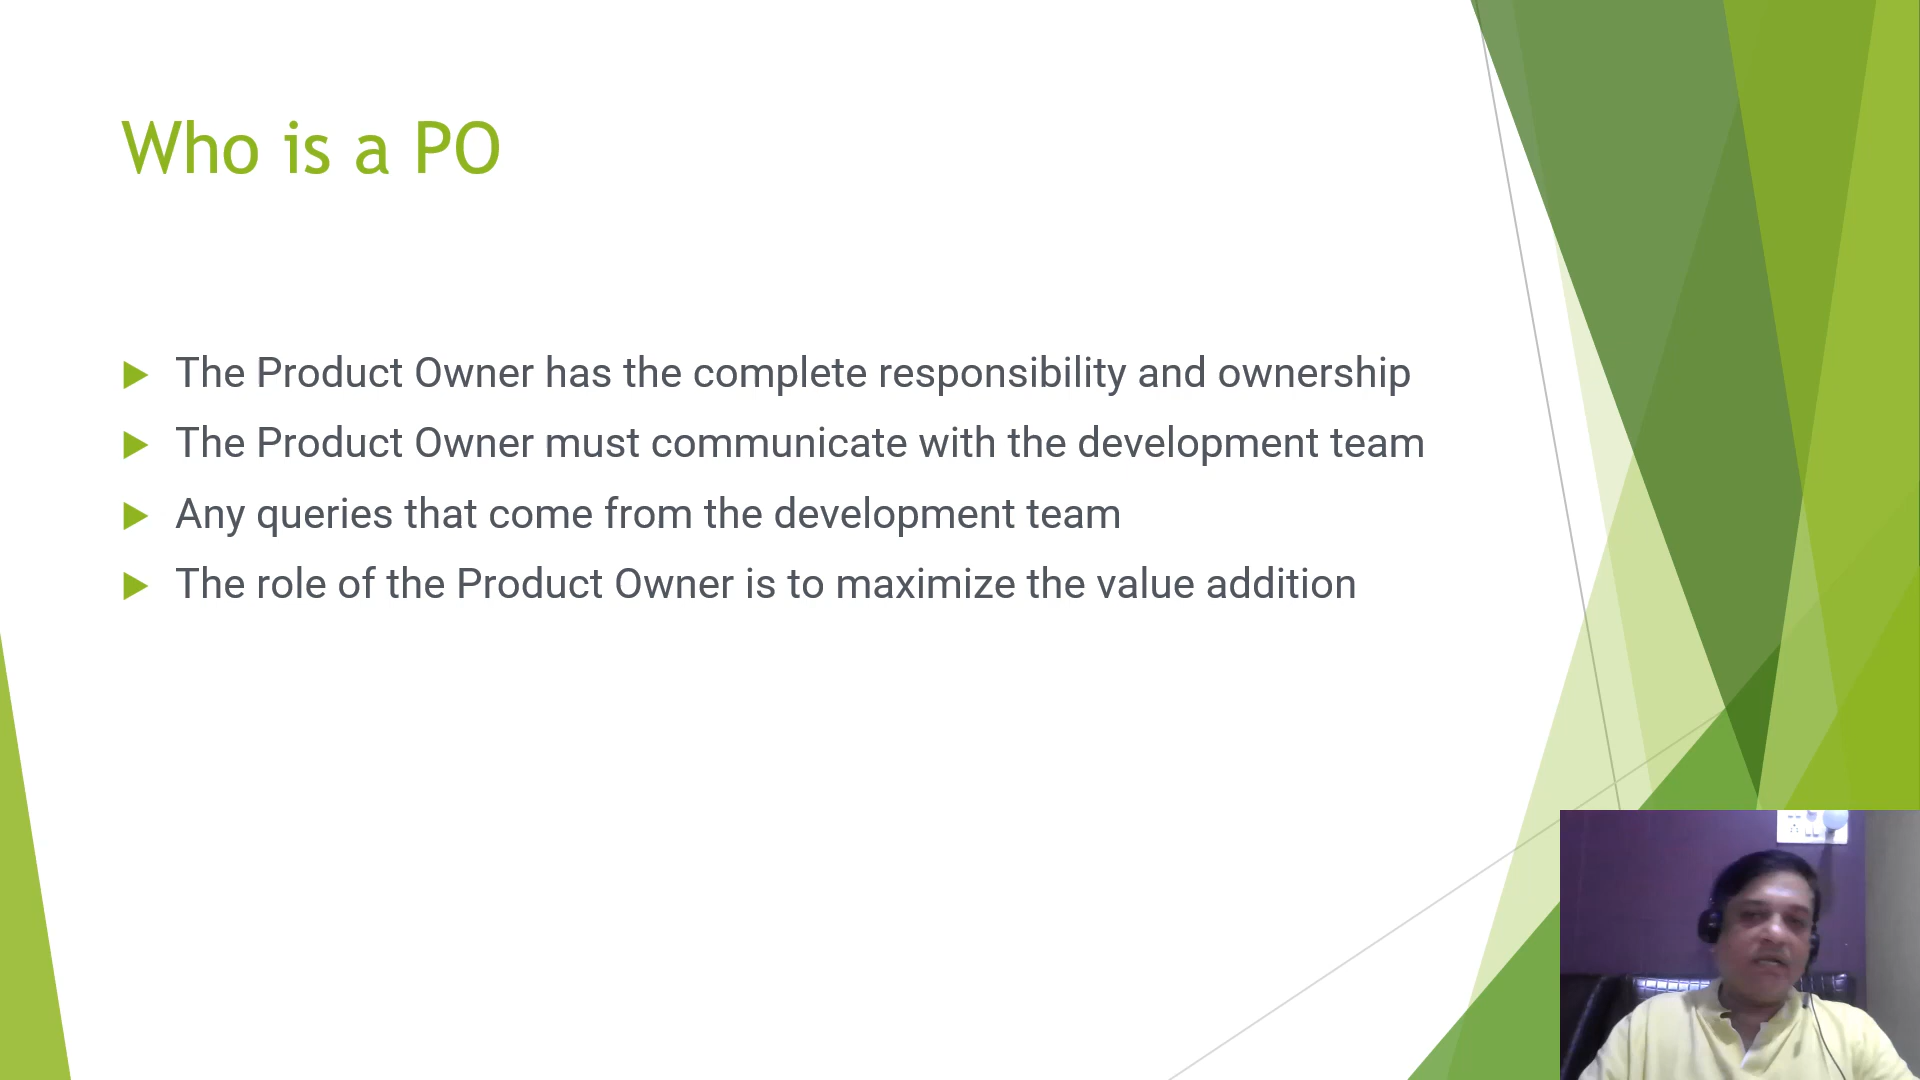 Who is a PO
The Product Owner has the complete responsibility and ownership
The Product Owner must communicate with the development team
Any queries that come from the development team
The role of the Product Owner is to maximize the value addition